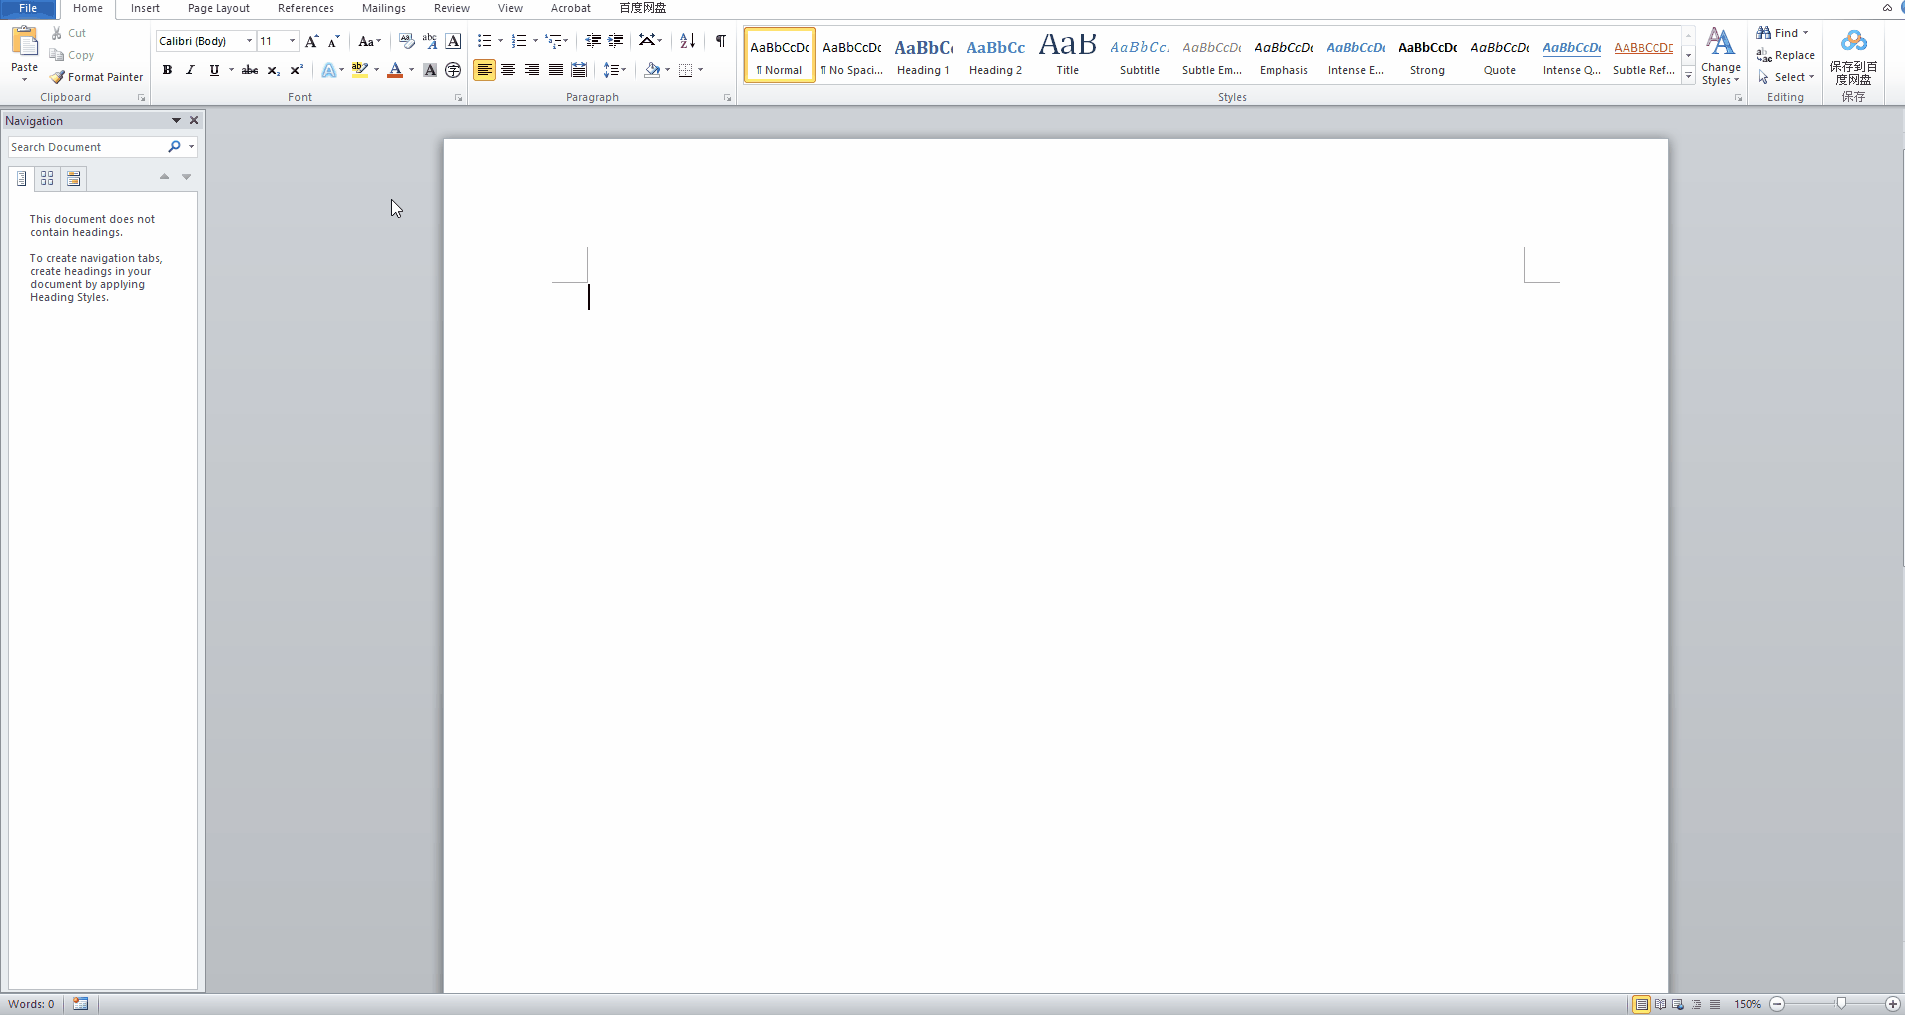 File Home Insert Page Layout References Mailings Review View Acrobat 百度网盘
Paste
Cut
Copy
Format Painter
Clipboard
Calibri (Body) 11
Font
Paragraph
AaBbCcDc AaBbCcDc AaBbC AaBbCc AaB AaBbCc. AaBbCcDc AaBbCcDc AaBbCcDc AaBbCcDc AaBbCcDc AaBbCcDc AaBbCcDc
¶ Normal ¶ No Spaci... Heading 1 Heading 2 Title Subtitle Subtle Em... Emphasis Intense E... Strong Quote Intense Q... Subtle Ref...
Change
Styles
Styles
Find
Replace
Select
Editing
保存到百
度网盘
保存
Navigation
Search Document
This document does not
contain headings.
To create navigation tabs,
create headings in your
document by applying
Heading Styles.
Words: 0
150%